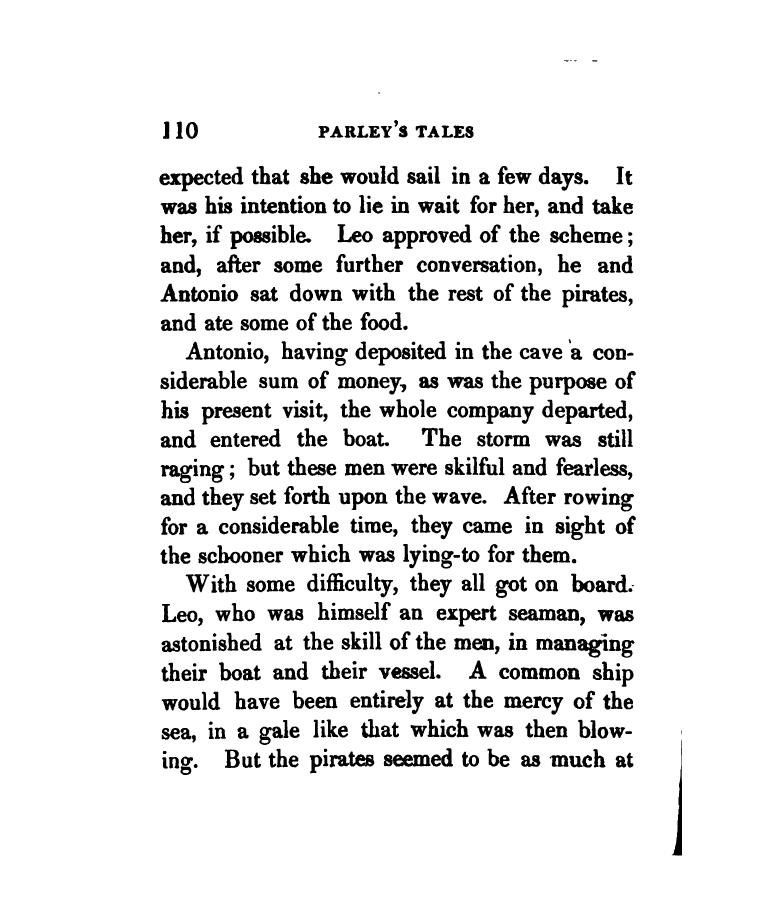 110 PARLEY'S TALES
expected that she would sail in a few days. It
was his intention to lie in wait for her, and take
her, if possible. Leo approved of the scheme;
and, after some further conversation, he and
Antonio sat down with the rest of the pirates,
and ate some of the food.
Antonio, having deposited in the cave a con-
siderable sum of money, as was the purpose of
his present visit, the whole company departed,
and entered the boat. The storm was still
raging; but these men were skilful and fearless,
and they set forth upon the wave. After rowing
for a considerable time, they came in sight of
the schooner which was lying-to for them.
With some difficulty, they all got on board.
Leo, who was himself an expert seaman, was
astonished at the skill of the men, in managing
their boat and their vessel. A common ship
would have been entirely at the mercy of the
sea, in a gale like that which was then blow-
ing. But the pirates seemed to be as much at